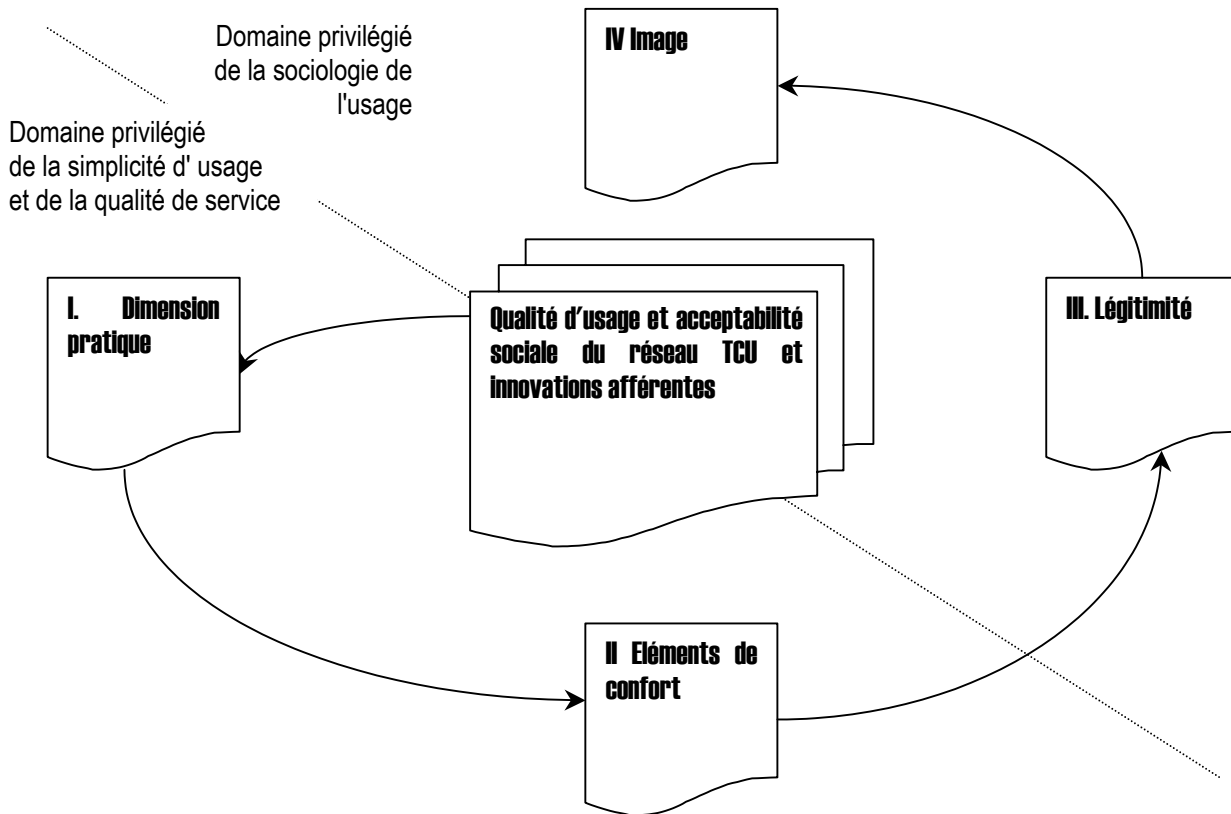 Domaine privilégié
de la sociologie de
l'usage
Domaine privilégié
de la simplicité d' usage
et de la qualité de service
IV Image
I. Dimension
pratique
Qualité d'usage et acceptabilité
sociale du réseau TCU et
innovations afférentes
III. Légitimité
II Eléments de
confort